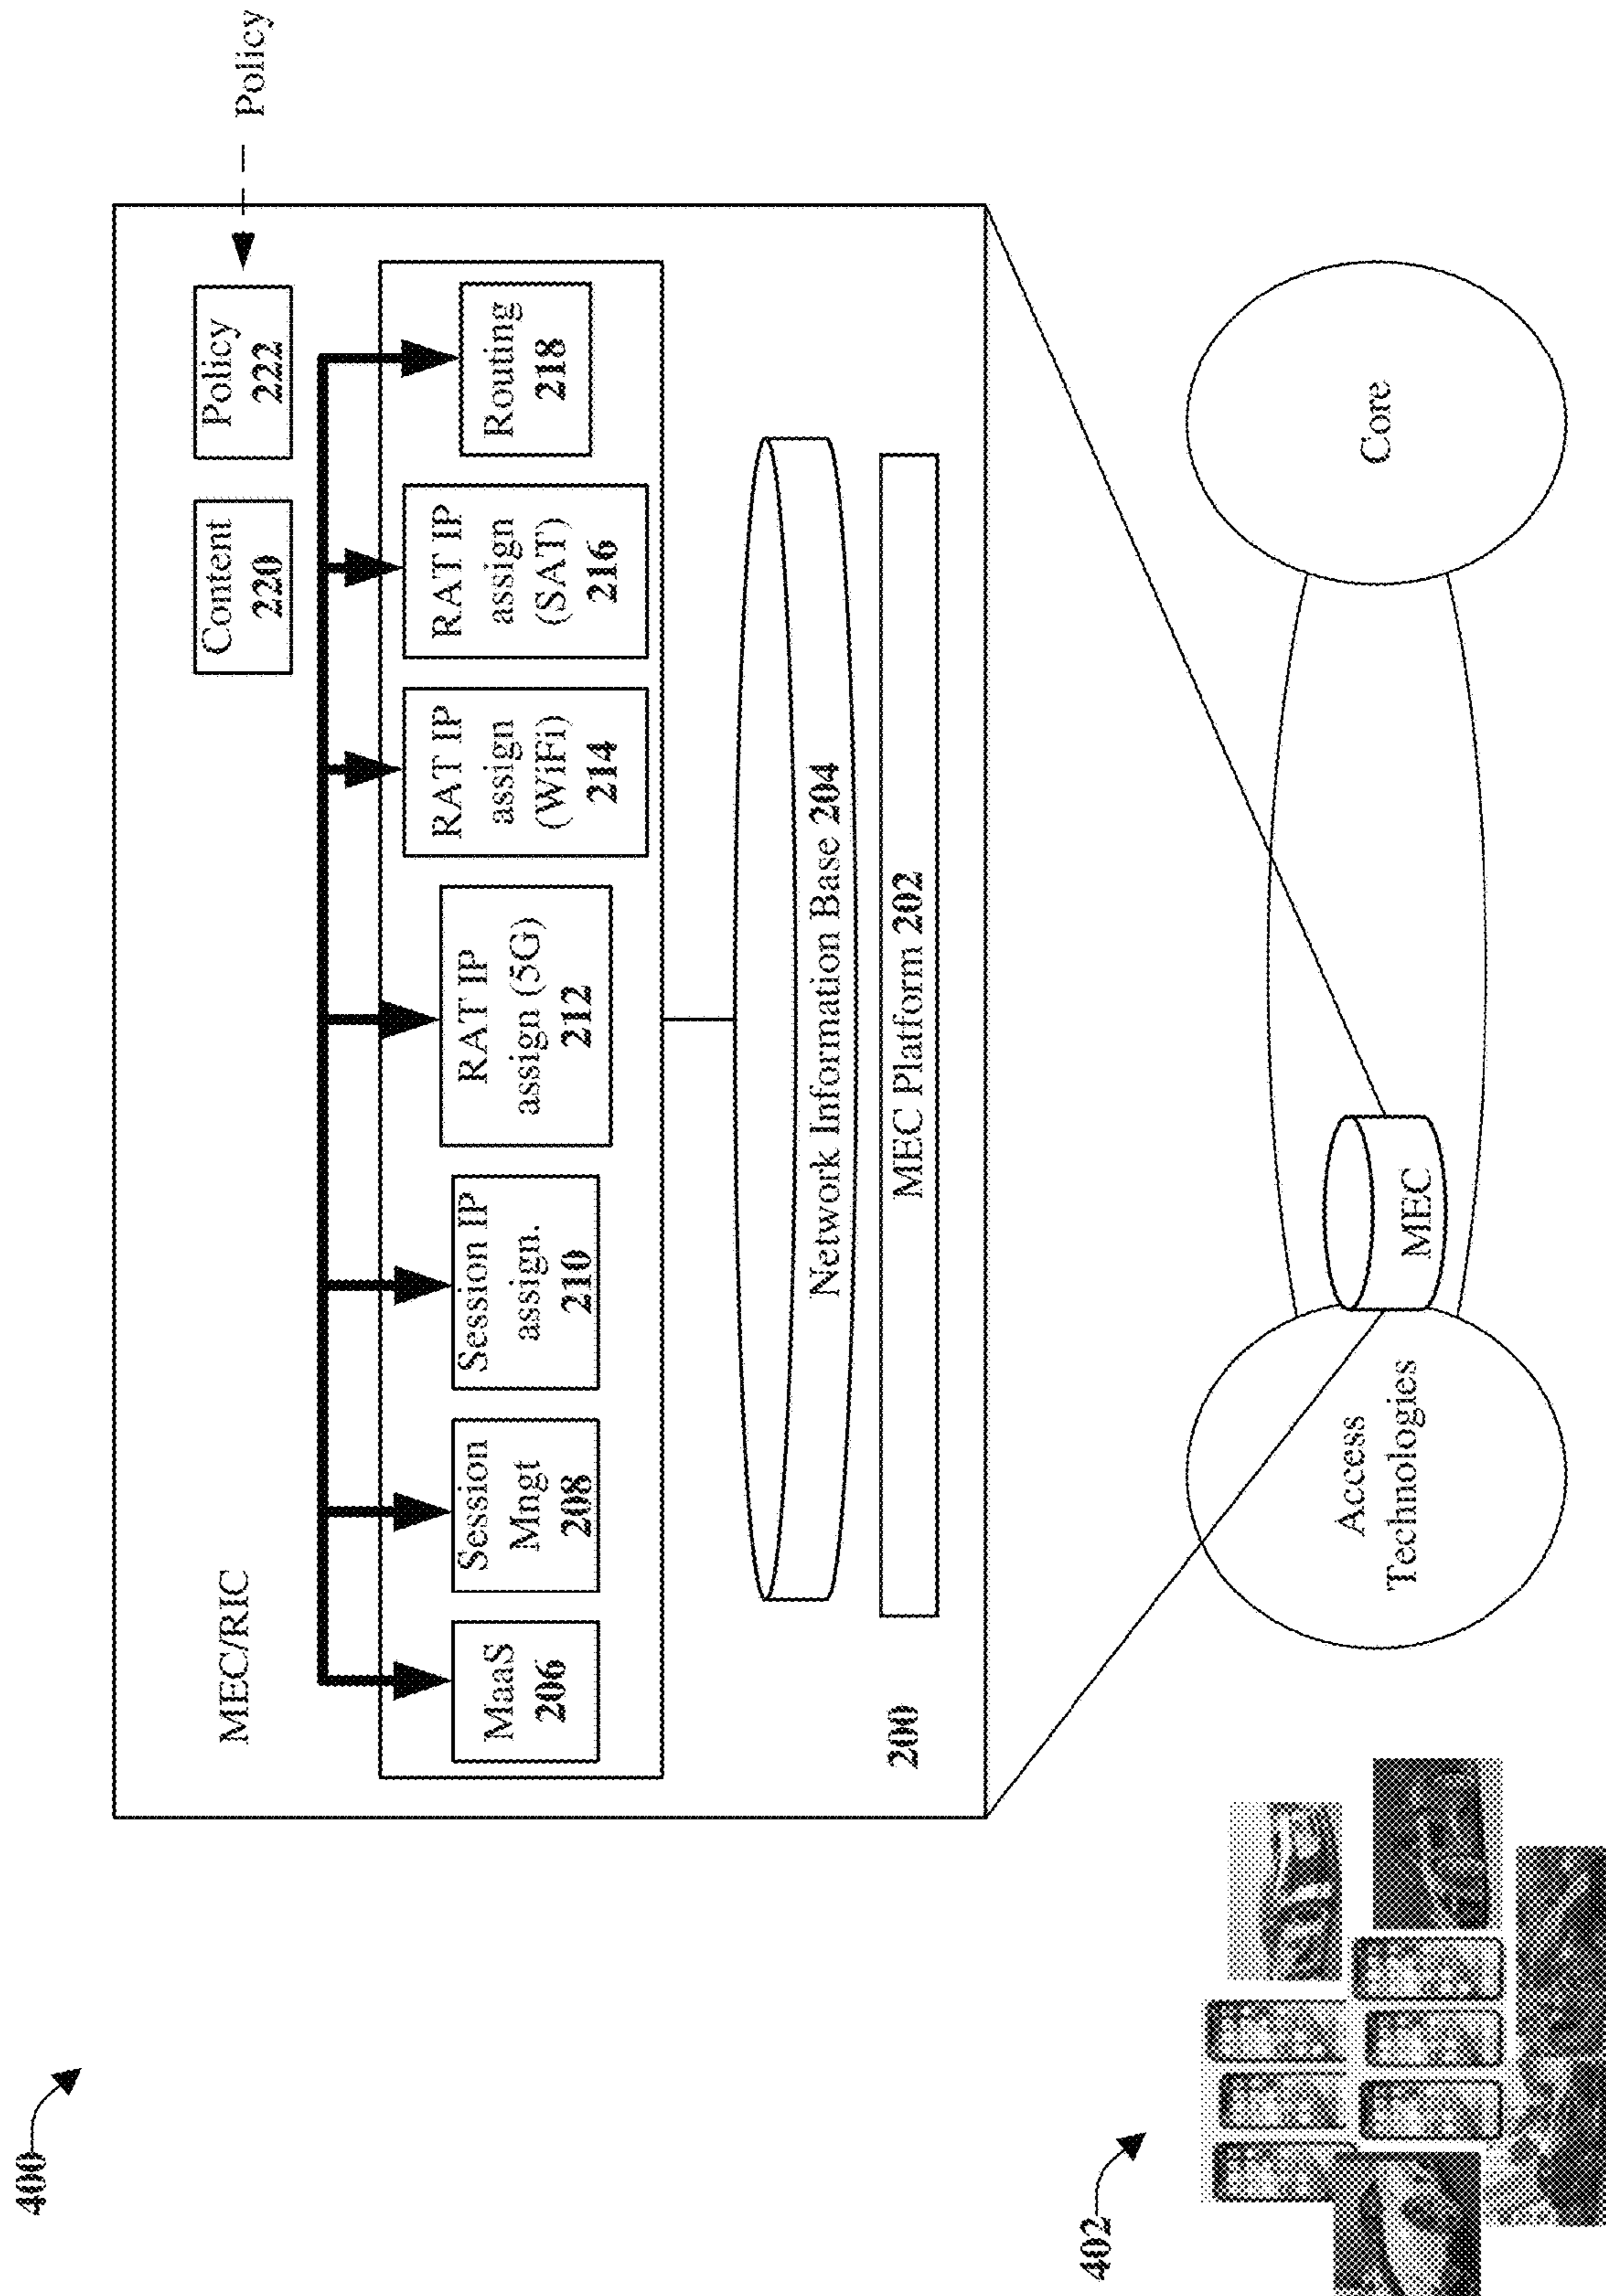 400
MEC/RIC
Content
220
Policy
222
Policy
MaaS
206
Session
Mngt
208
Session IP
assign.
210
RAT IP
assign (5G)
212
RAT IP
assign
(WiFi)
214
RAT IP
assign
(SAT)
216
Routing
218
Network Information Base 204
MEC Platform 202
200
402
Access
Technologies
MEC
Core